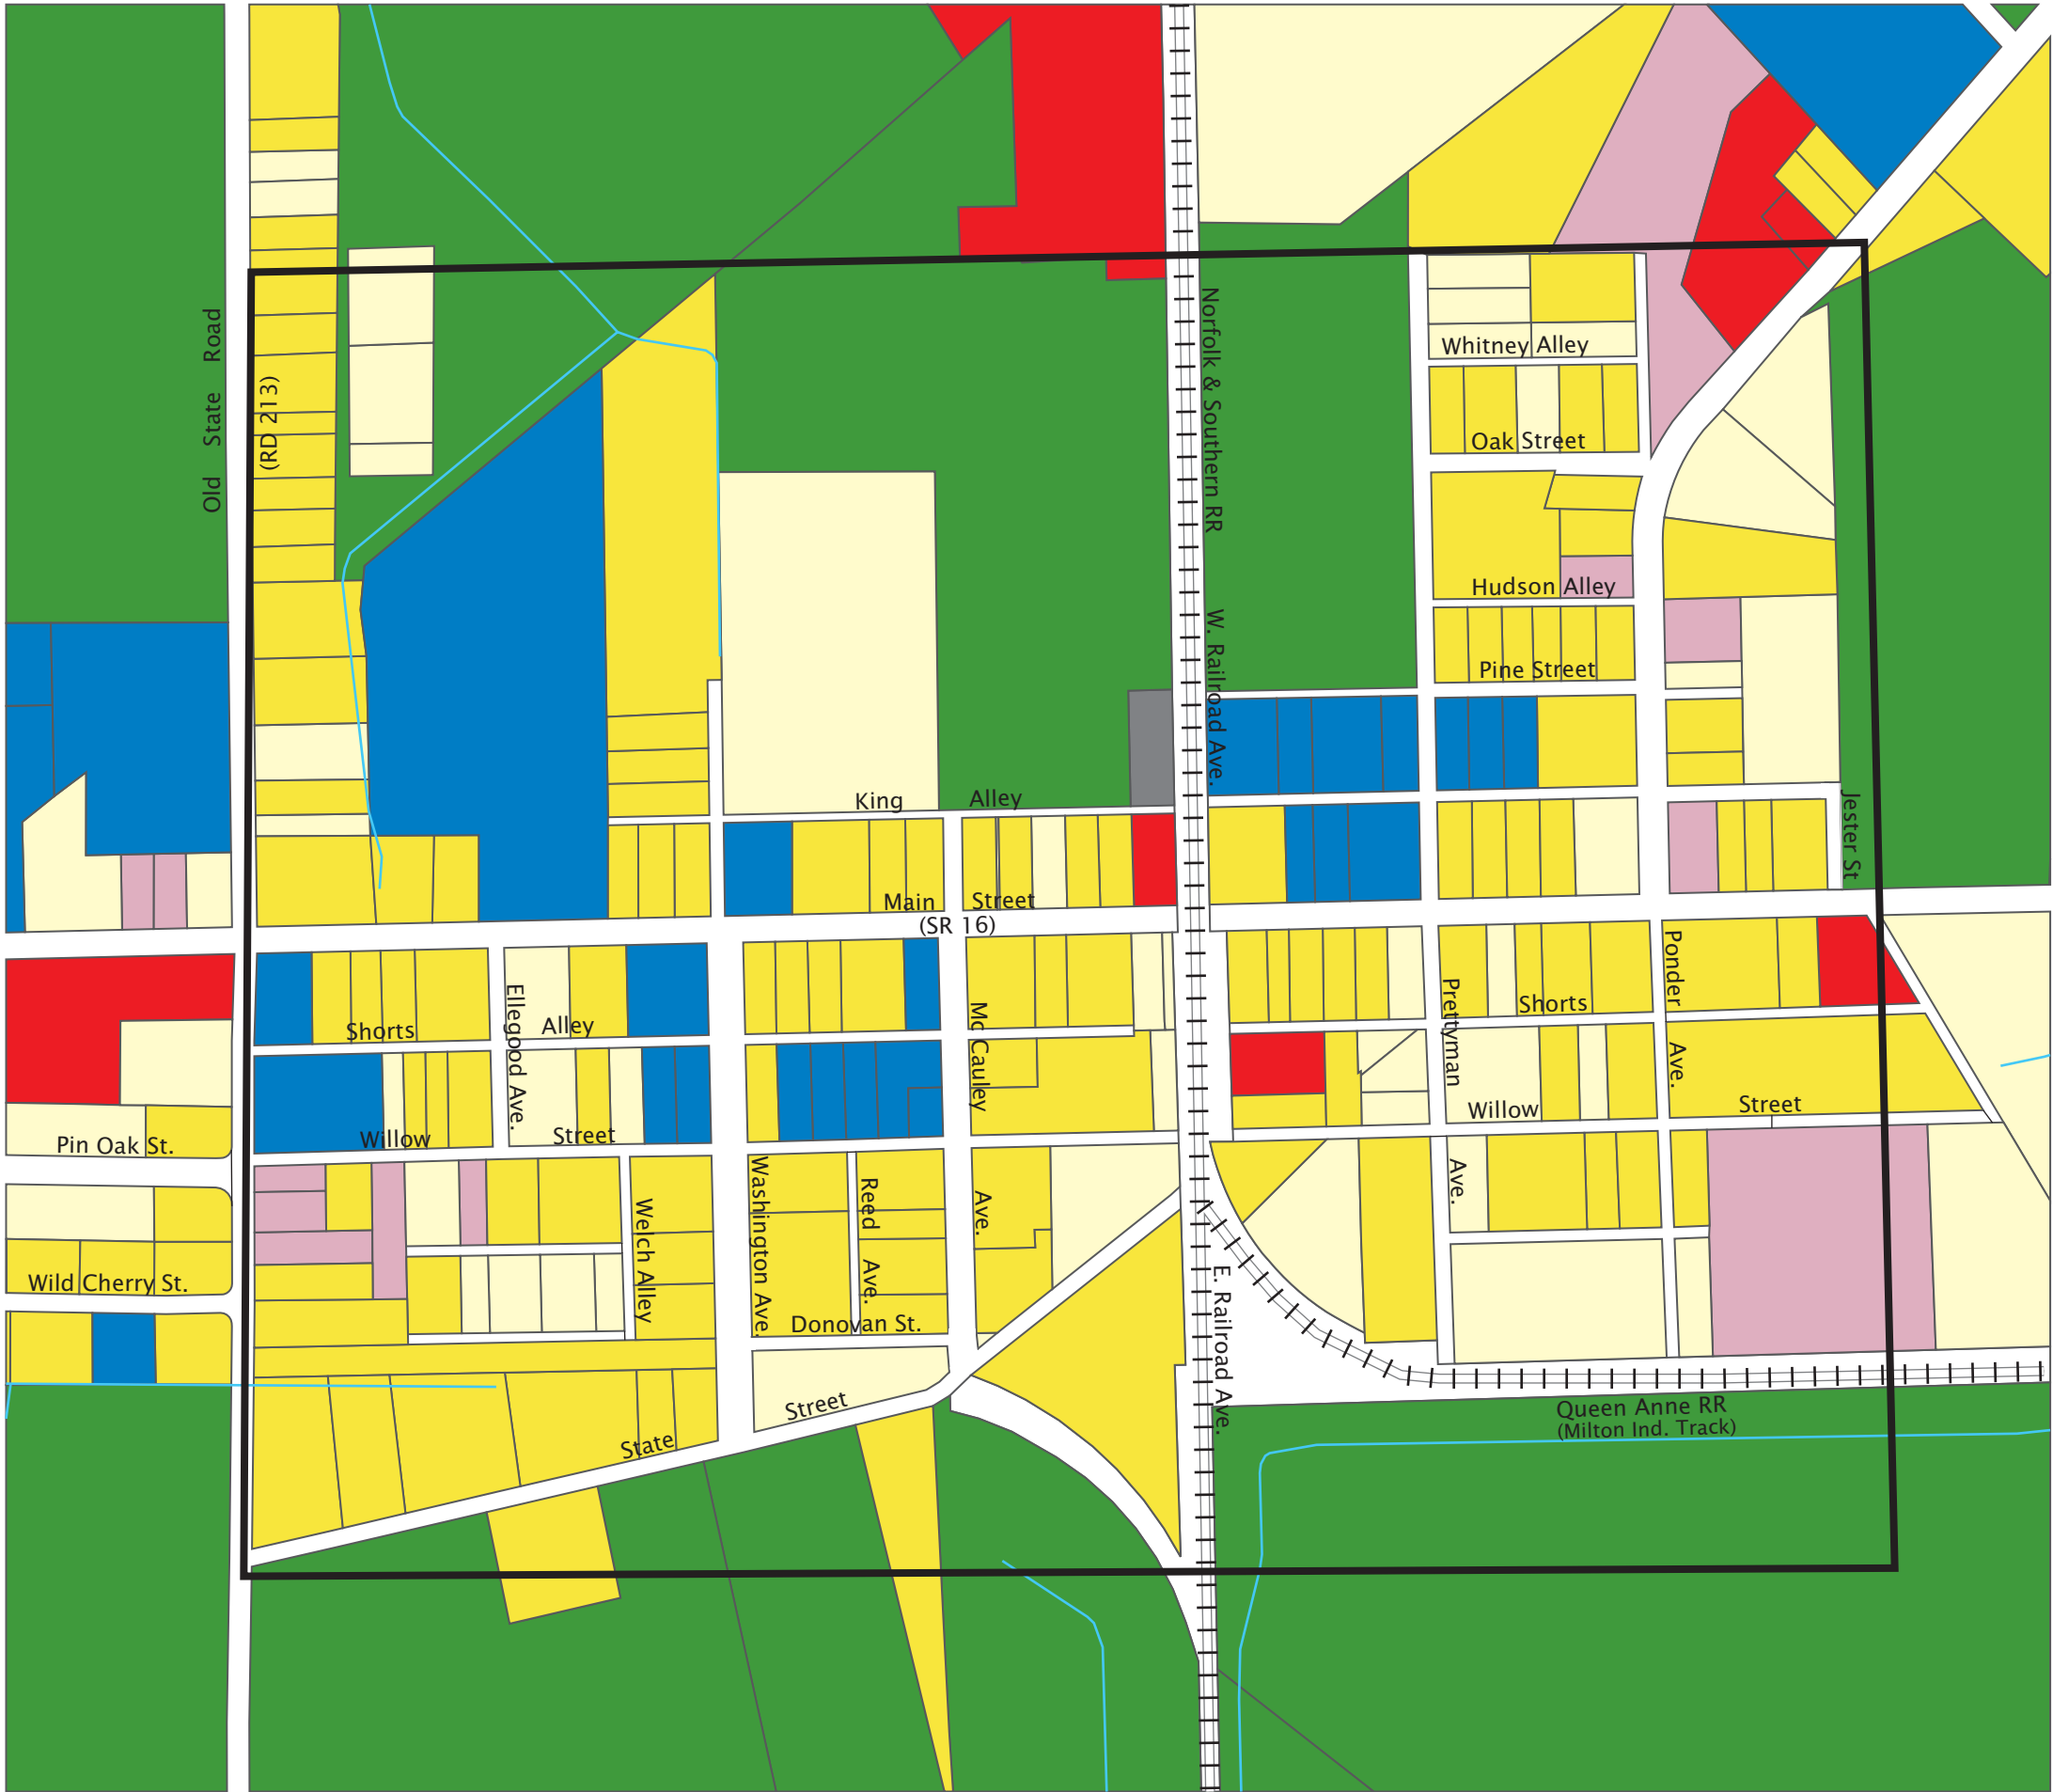 Old State Road
(RD 213)
Norfolk & Southern RR
W. Railroad Ave.
Whitney Alley
Oak Street
Hudson Alley
Pine Street
King Alley
Jester St
Main Street
(SR 16)
Shorts Alley
Ellegood Ave.
Mc Cauley Ave.
Prettyman Ave.
Shorts
Ponder Ave.
Willow Street
Willow Street
Pin Oak St.
Wild Cherry St.
Welch Alley
Washington Ave.
Reed Ave.
Donovan St.
E. Railroad Ave.
State Street
Queen Anne RR
(Milton Ind. Track)